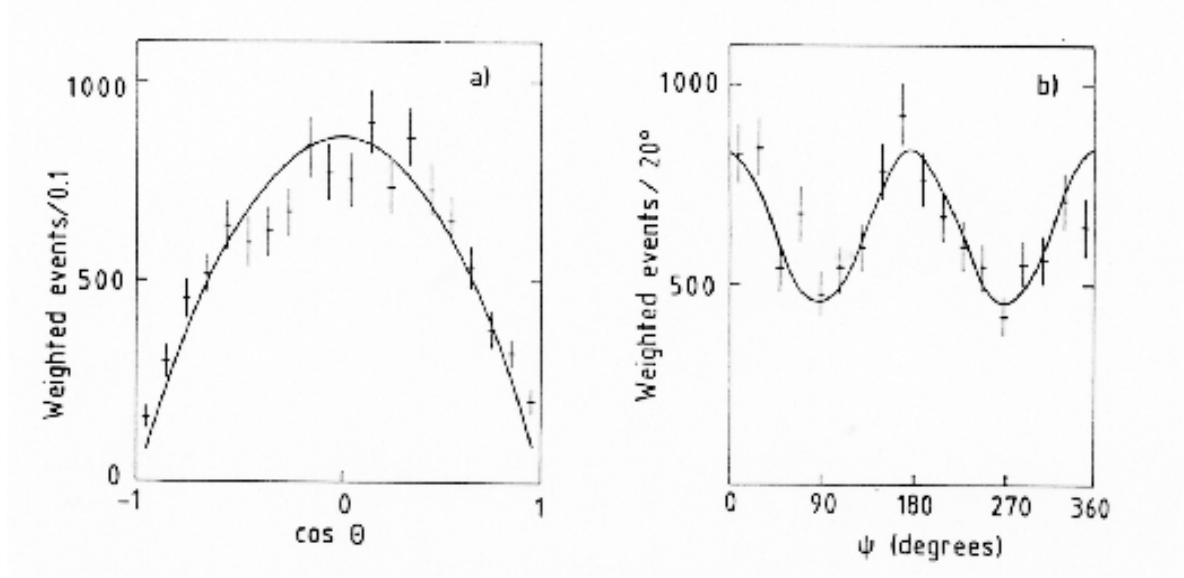 a)
1000
500
0
-1 0 1
cos Θ
Weighted events/0.1
b)
1000
500
0 90 180 270 360
ψ (degrees)
Weighted events/20°